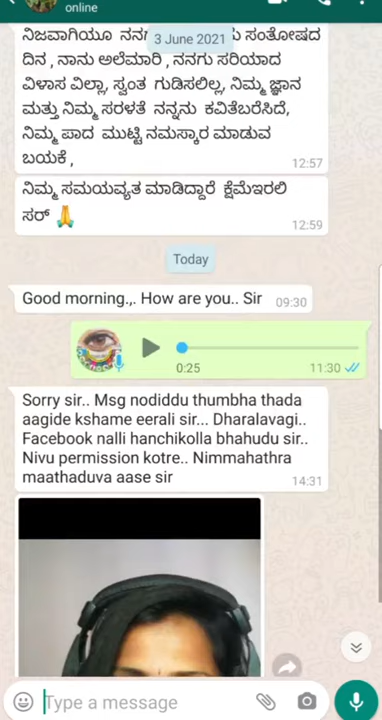 online
3 June 2021
ನಿಜವಾಗಿಯೂ ಸಂತೋಷದ
ದಿನ , ನಾನು ಅಲೆಮಾರಿ , ನನಗು ಸರಿಯಾದ
ವಿಳಾಸ ವಿಲ್ಲಾ, ಸ್ವಂತ ಗುಡಿಸಲಿಲ್ಲ, ನಿಮ್ಮ ಜ್ಞಾನ
ಮತ್ತು ನಿಮ್ಮ ಸರಳತೆ ನನ್ನನು ಕವಿತೆಬರೆಸಿದೆ,
ನಿಮ್ಮ ಪಾದ ಮುಟ್ಟಿ ನಮಸ್ಕಾರ ಮಾಡುವ
ಬಯಕೆ ,
12:57
ನಿಮ್ಮ ಸಮಯವ್ಯತ ಮಾಡಿದ್ದಾರೆ ಕ್ಷೆಮೆಇರಲಿ
ಸರ್ 🙏
12:59
Today
Good morning.,. How are you.. Sir 09:30
0:25 11:30
Sorry sir.. Msg nodiddu thumbha thada
aagide kshame eerali sir... Dharalavagi..
Facebook nalli hanchikolla bhahudu sir..
Nivu permission kotre.. Nimmahathra
maathaduva aase sir
14:31
Type a message